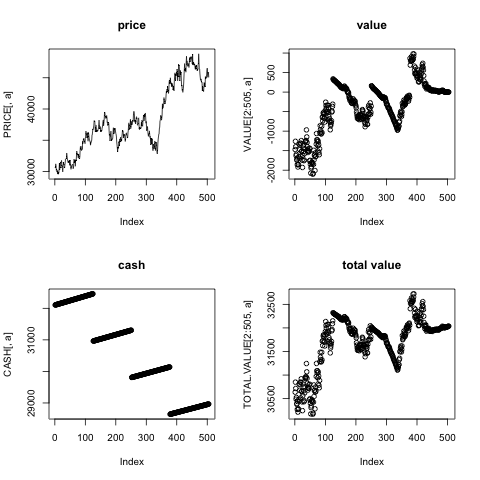 price
PRICE[, a]
30000 40000
0 100 200 300 400 500
Index
value
VALUE[2:505, a]
-2000 -1000 0 500
0 100 200 300 400 500
Index
cash
CASH[, a]
29000 31000
0 100 200 300 400 500
Index
total value
TOTAL.VALUE[2:505, a]
30500 31500 32500
0 100 200 300 400 500
Index